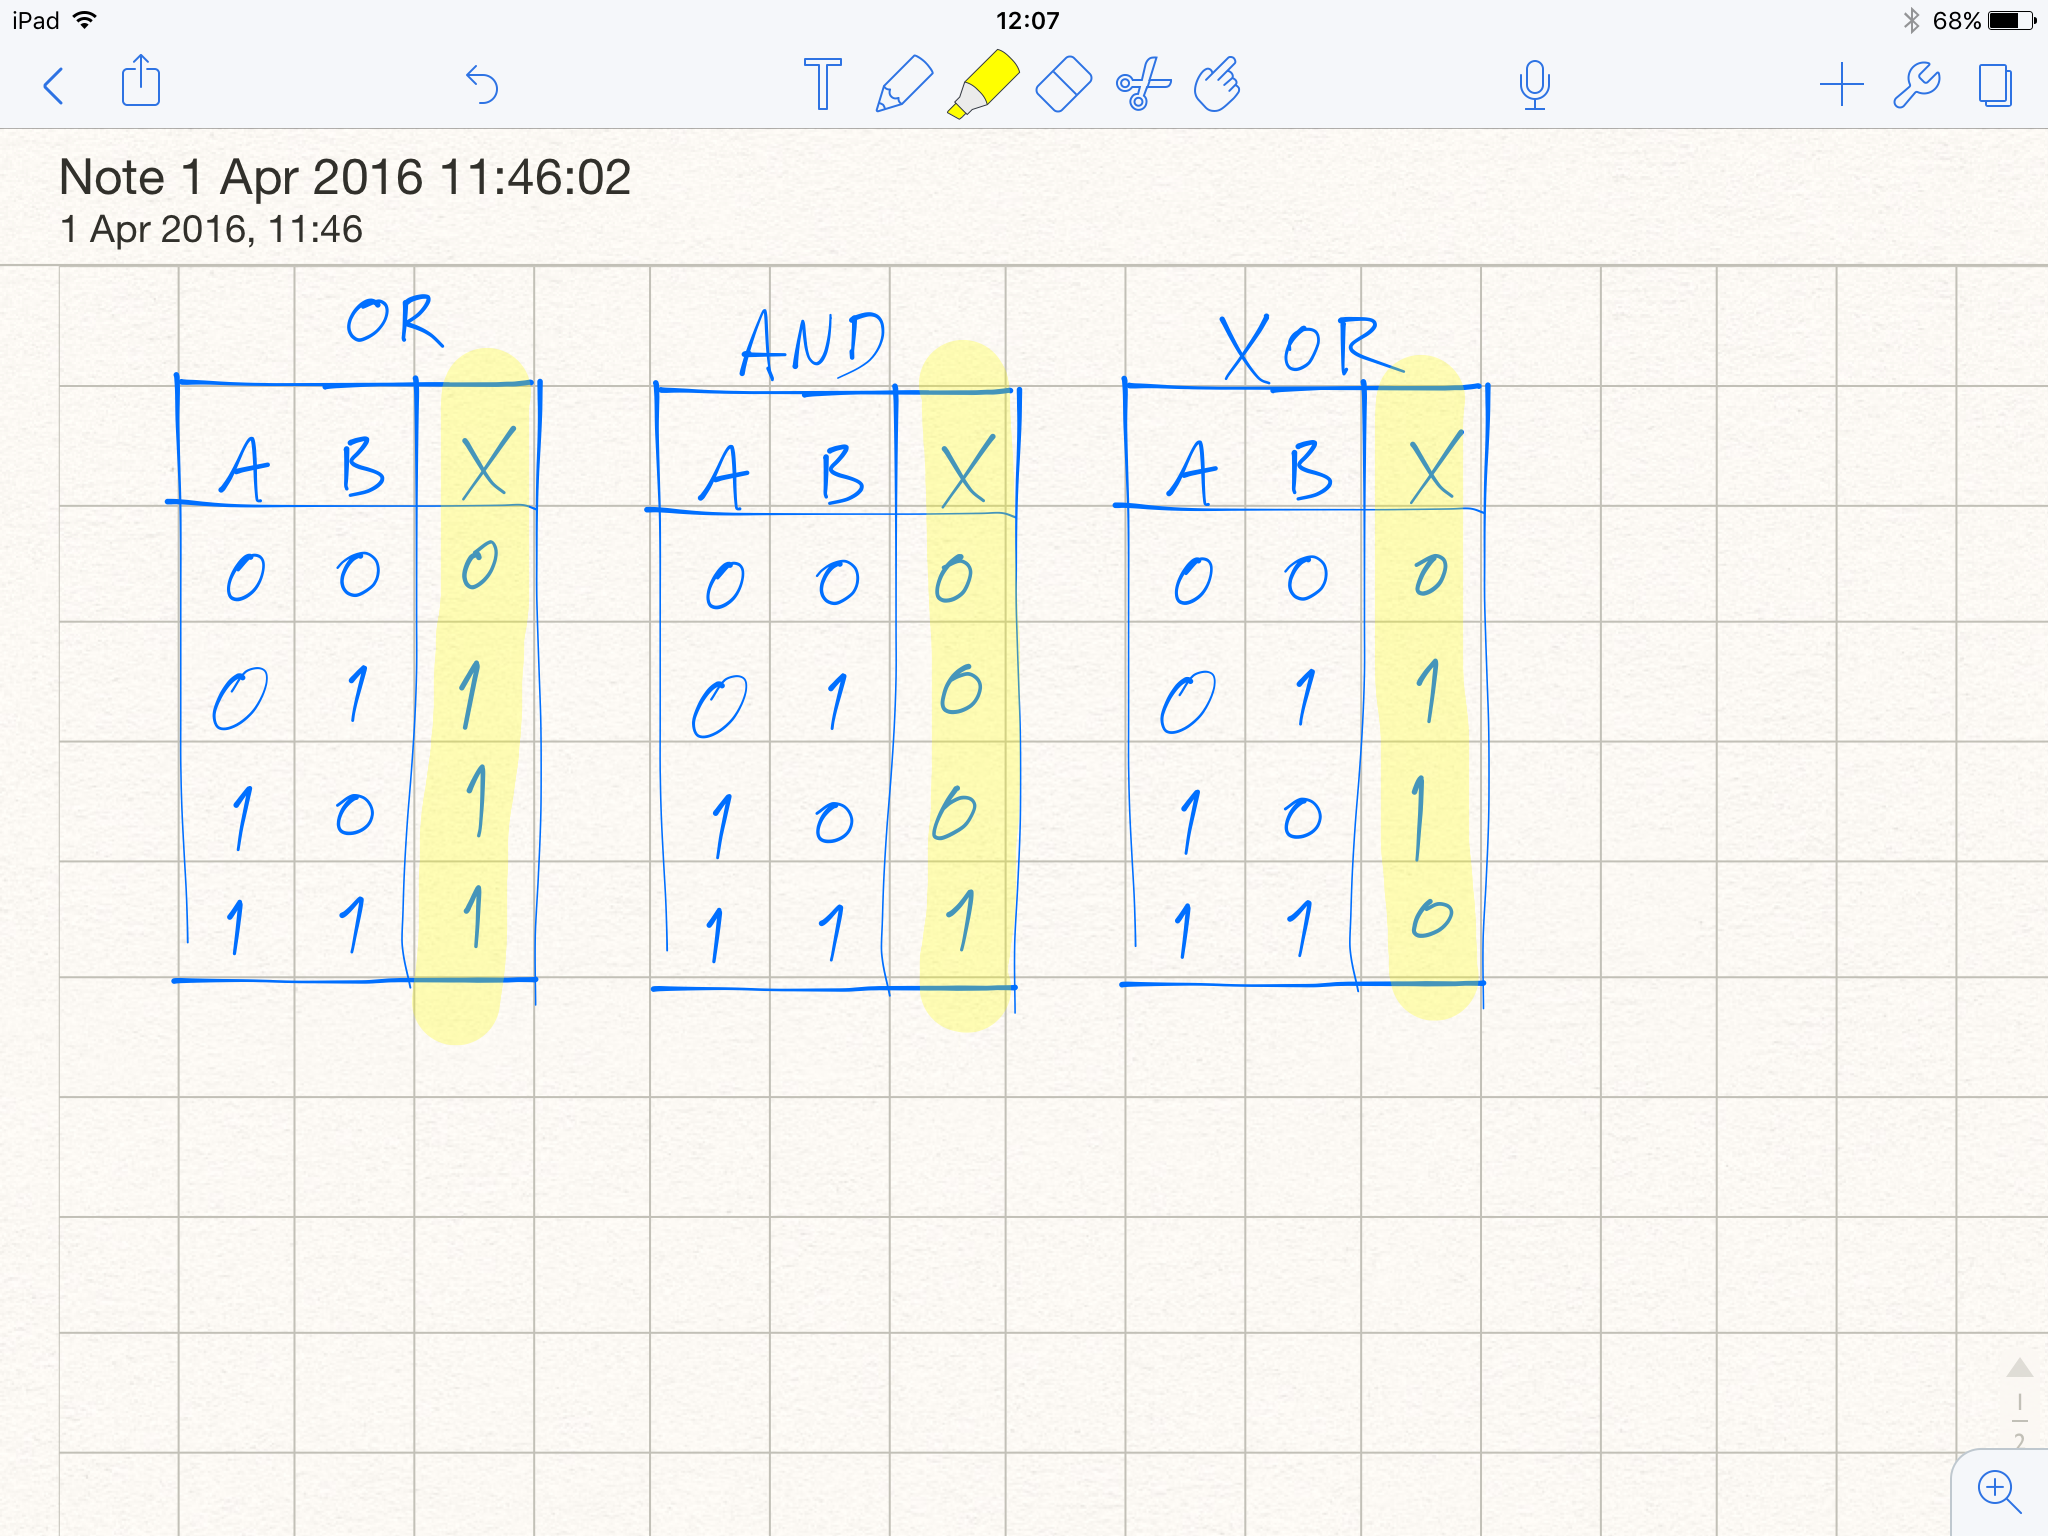 iPad 12:07 68%
T
Note 1 Apr 2016 11:46:02
1 Apr 2016, 11:46
OR AND XOR
A B X A B X A B X
0 0 0 0 0 0 0 0 0
0 1 1 0 1 0 0 1 1
1 0 1 1 0 0 1 0 1
1 1 1 1 1 1 1 1 0
1
2